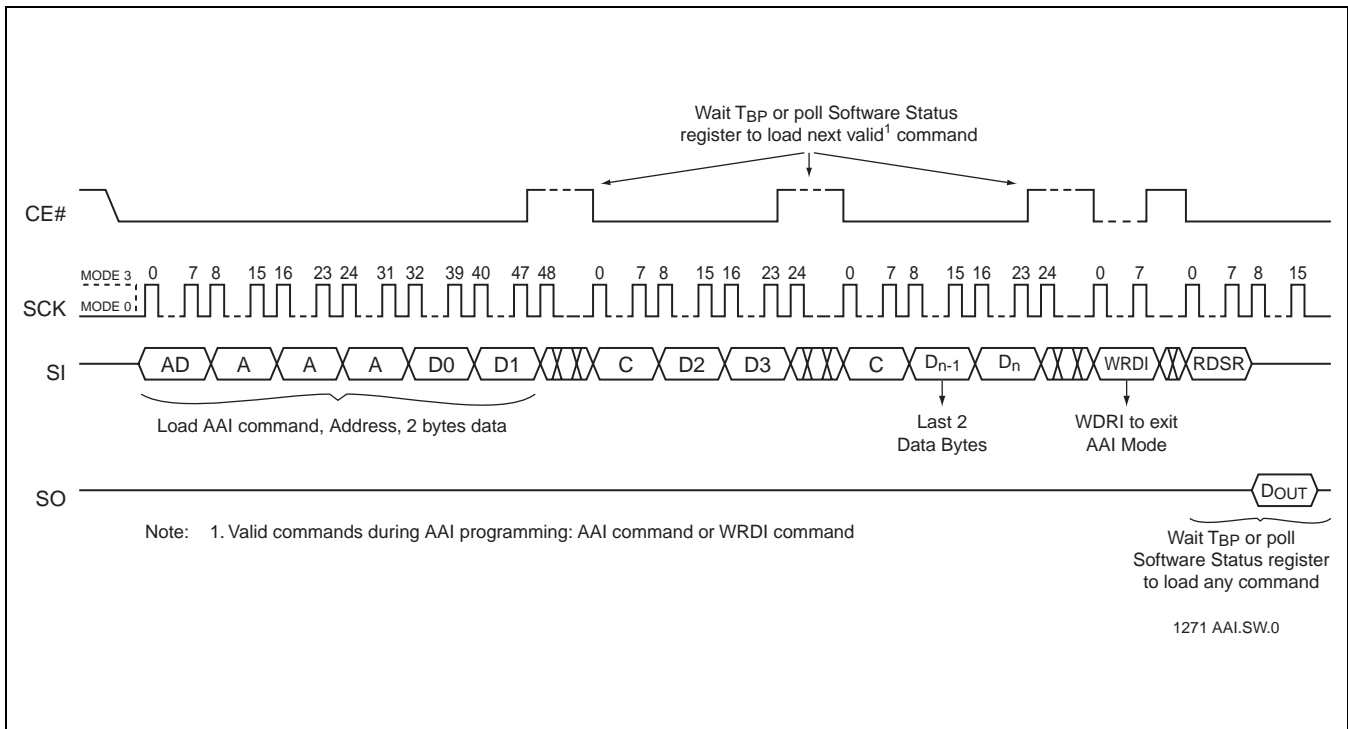 Wait TBP or poll Software Status
register to load next valid1 command
CE#
MODE 3 0 7 8 15 16 23 24 31 32 39 40 47 48 0 7 8 15 16 23 24 0 7 8 15 16 23 24 0 7 0 7 8 15
SCK MODE 0
SI AD A A A D0 D1 C D2 D3 C Dn-1 Dn WRDI RDSR
Load AAI command, Address, 2 bytes data
Last 2
Data Bytes
WDRI to exit
AAI Mode
SO DOUT
Note: 1. Valid commands during AAI programming: AAI command or WRDI command
Wait TBP or poll
Software Status register
to load any command
1271 AAI.SW.0